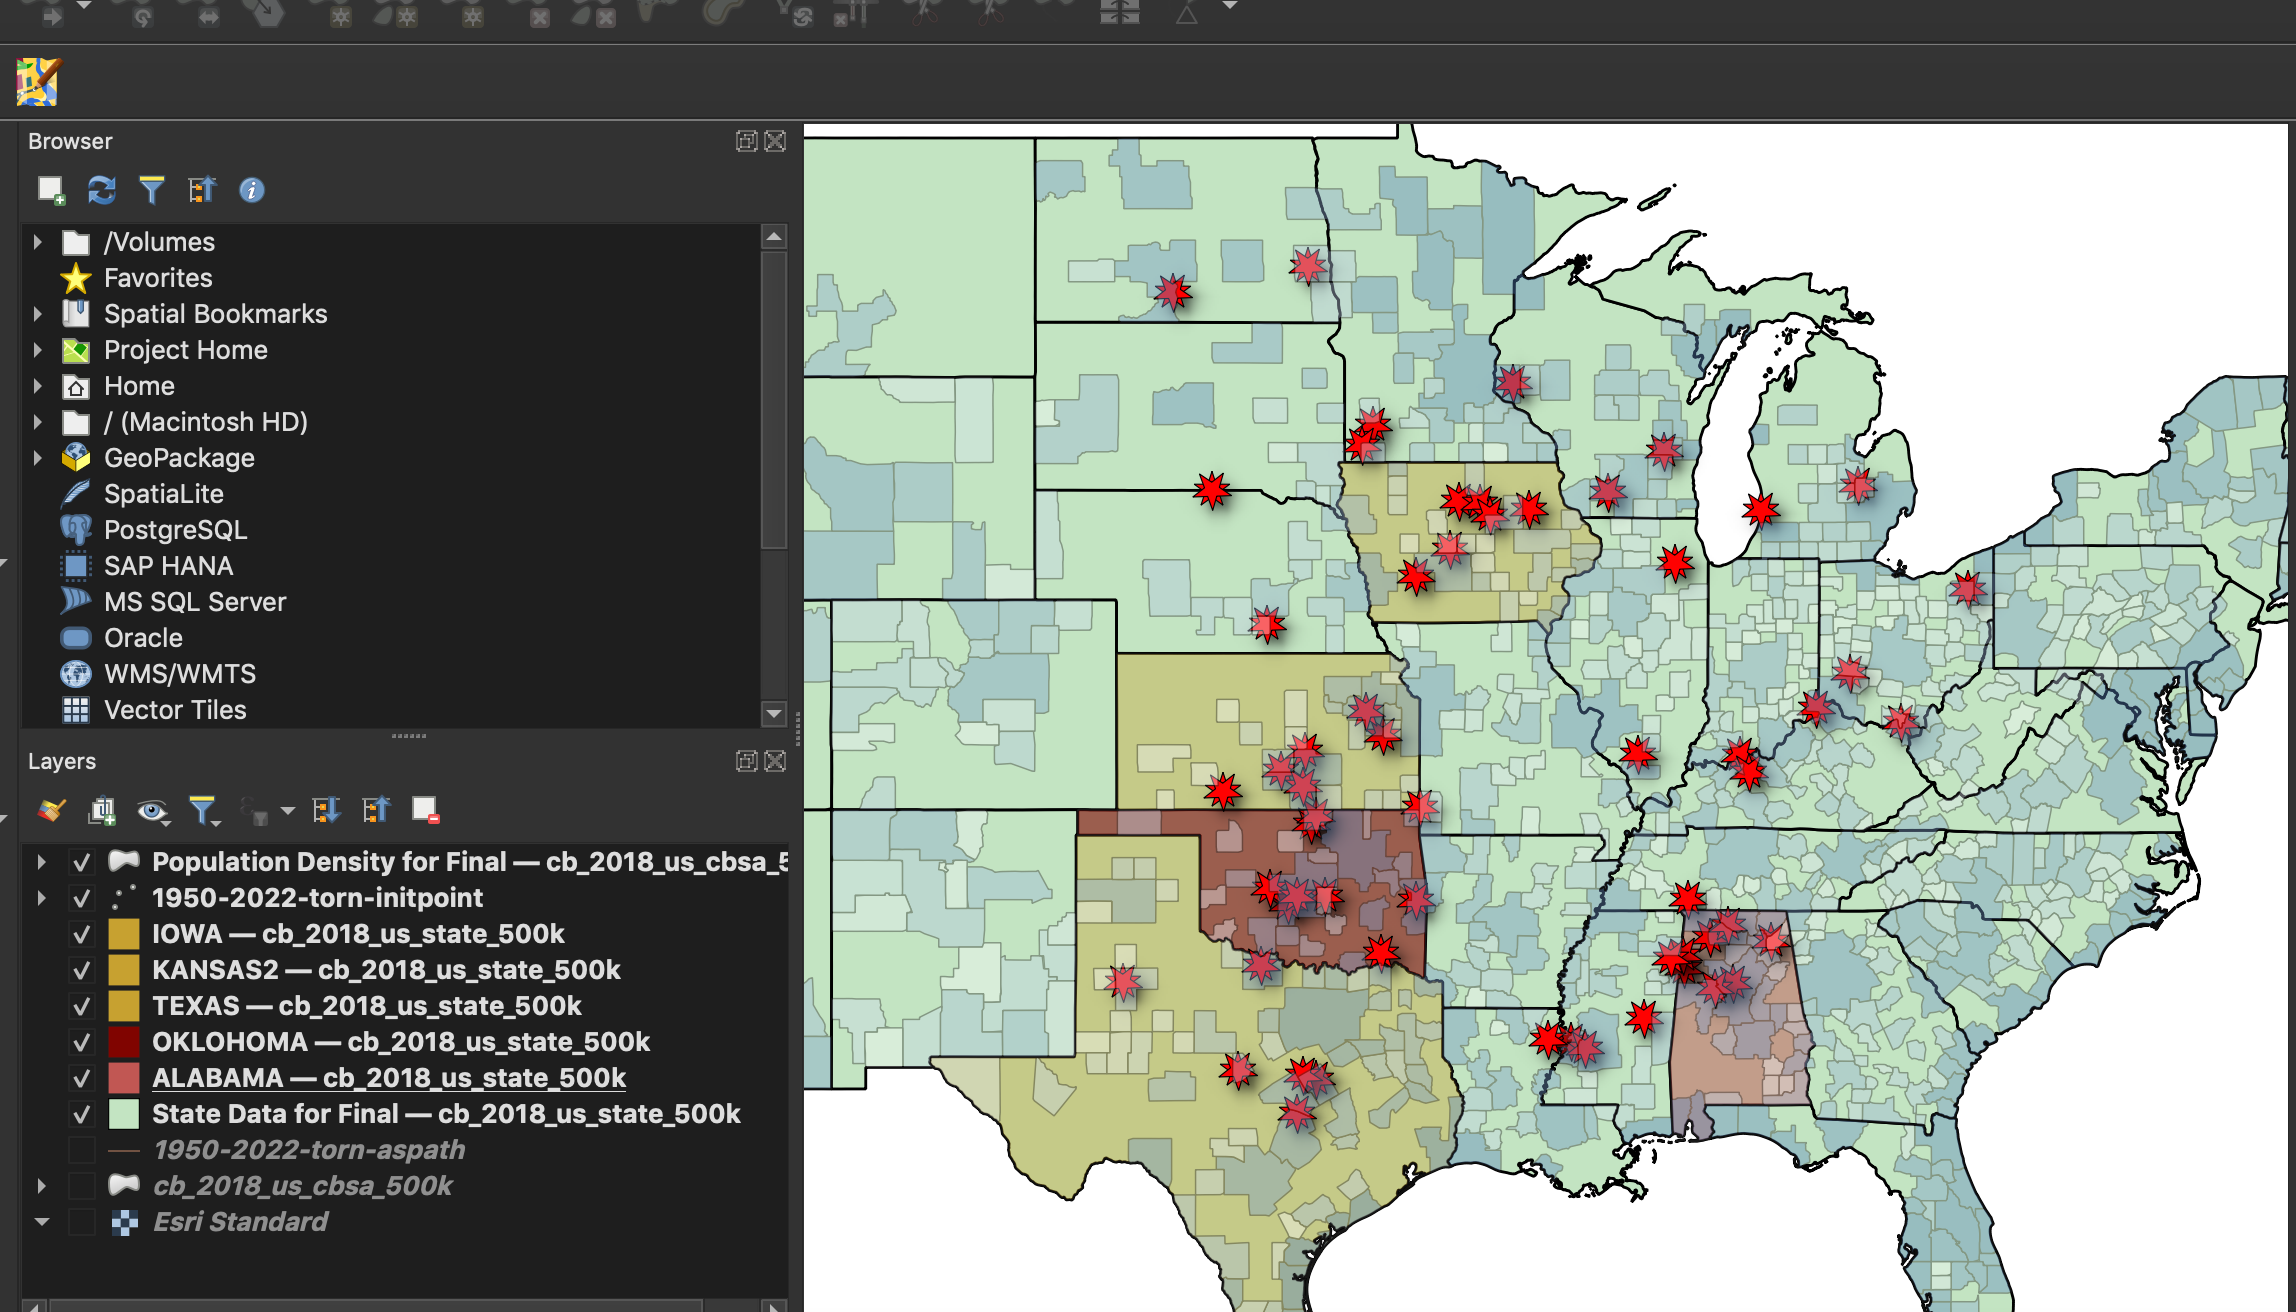 Browser
/Volumes
Favorites
Spatial Bookmarks
Project Home
Home
/ (Macintosh HD)
GeoPackage
SpatiaLite
PostgreSQL
SAP HANA
MS SQL Server
Oracle
WMS/WMTS
Vector Tiles
Layers
Population Density for Final — cb_2018_us_cbsa_5
1950-2022-torn-initpoint
IOWA — cb_2018_us_state_500k
KANSAS2 — cb_2018_us_state_500k
TEXAS — cb_2018_us_state_500k
OKLOHOMA — cb_2018_us_state_500k
ALABAMA — cb_2018_us_state_500k
State Data for Final — cb_2018_us_state_500k
1950-2022-torn-aspath
cb_2018_us_cbsa_500k
Esri Standard